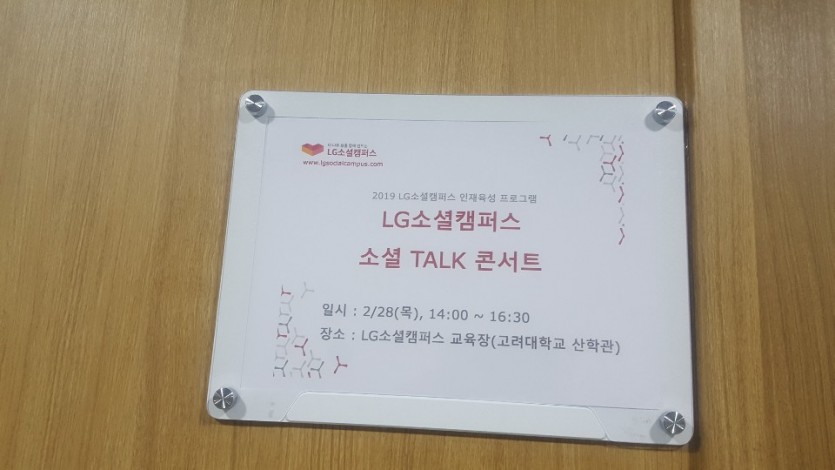 LG소셜캠퍼스
www.lgsocialcampus.com
2019 LG소셜캠퍼스 인재육성 프로그램
LG소셜캠퍼스
소셜 TALK 콘서트
일시 : 2/28(목), 14:00 ~ 16:30
장소 : LG소셜캠퍼스 교육장(고려대학교 산학관)